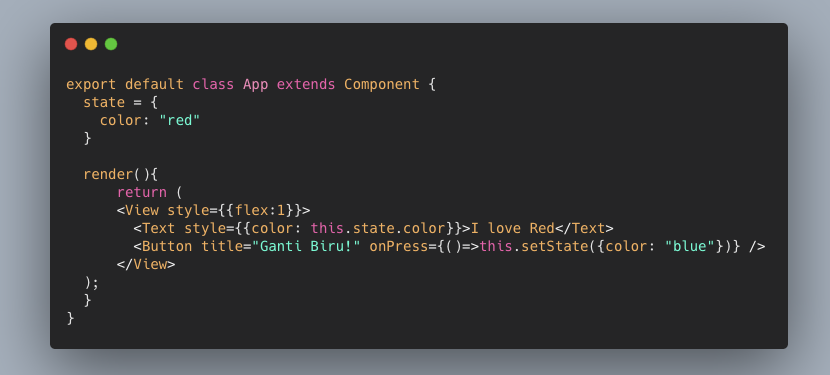 export default class App extends Component {
  state = {
    color: "red"
  }

  render(){
      return (
      <View style={{flex:1}}>
        <Text style={{color: this.state.color}}>I love Red</Text>
        <Button title="Ganti Biru!" onPress={()=>this.setState({color: "blue"})} />
      </View>
  );
  }
}